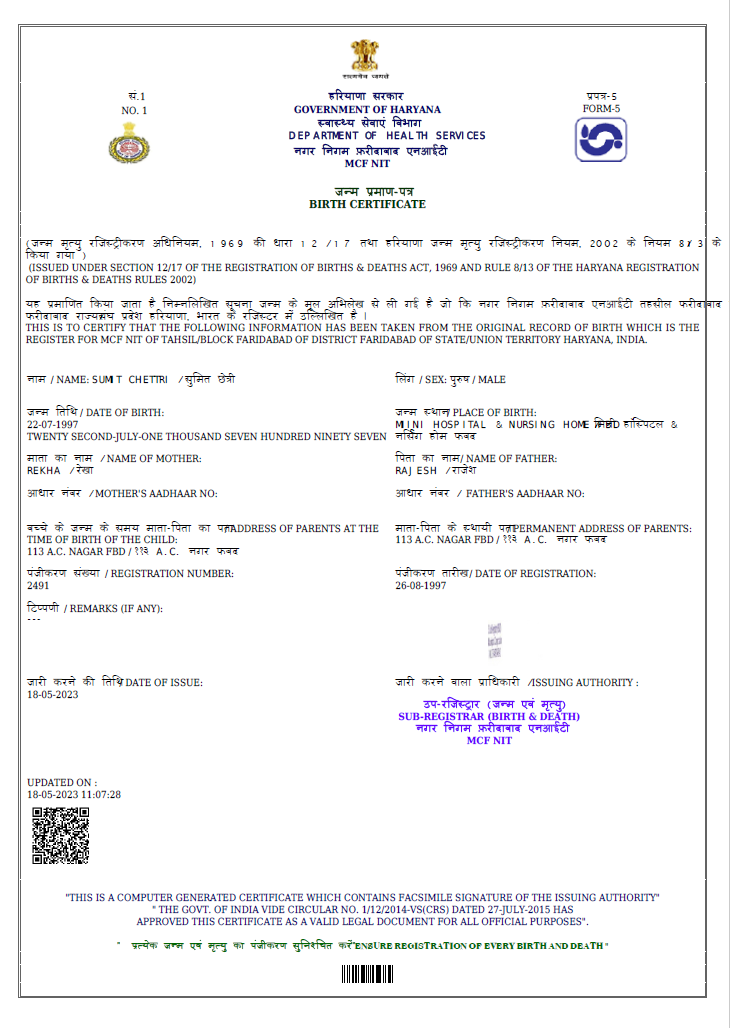 सत्यमेव जयते
सं.1
NO. 1
हरियाणा सरकार
GOVERNMENT OF HARYANA
स्वास्थ्य सेवाएं विभाग
DEPARTMENT OF HEALTH SERVICES
नगर निगम फ़रीदाबाद एनआईटी
MCF NIT
प्रपत्र-5
FORM-5
जन्म प्रमाण-पत्र
BIRTH CERTIFICATE
(जन्म मृत्यु रजिस्ट्रीकरण अधिनियम, 1969 की धारा 12 /17 तथा हरियाणा जन्म मृत्यु रजिस्ट्रीकरण नियम, 2002 के नियम 8/ 3 के
किया गया )
(ISSUED UNDER SECTION 12/17 OF THE REGISTRATION OF BIRTHS & DEATHS ACT, 1969 AND RULE 8/13 OF THE HARYANA REGISTRATION
OF BIRTHS & DEATHS RULES 2002)
यह प्रमाणित किया जाता है निम्नलिखित सूचना जन्म के मूल अभिलेख से ली गई है जो कि नगर निगम फ़रीदाबाद एनआईटी तहसील फरीदाबाद
फरीदाबाद राज्य/संघ प्रदेश हरियाणा, भारत के रजिस्टर में उल्लिखित है ।
THIS IS TO CERTIFY THAT THE FOLLOWING INFORMATION HAS BEEN TAKEN FROM THE ORIGINAL RECORD OF BIRTH WHICH IS THE
REGISTER FOR MCF NIT OF TAHSIL/BLOCK FARIDABAD OF DISTRICT FARIDABAD OF STATE/UNION TERRITORY HARYANA, INDIA.
नाम / NAME: SUMIT CHETTRI / सुमित छेत्री
लिंग / SEX: पुरुष / MALE
जन्म तिथि / DATE OF BIRTH:
22-07-1997
TWENTY SECOND-JULY-ONE THOUSAND SEVEN HUNDRED NINETY SEVEN
जन्म स्थान/ PLACE OF BIRTH:
HOSPITAL & NURSING HOME हॉस्पिटल &
नर्सिंग होम फबद
माता का नाम / NAME OF MOTHER:
REKHA / रेखा
पिता का नाम/ NAME OF FATHER:
RAJESH / राजेश
आधार नंबर / MOTHER'S AADHAAR NO:
आधार नंबर / FATHER'S AADHAAR NO:
बच्चे के जन्म के समय माता-पिता का पता/ADDRESS OF PARENTS AT THE
TIME OF BIRTH OF THE CHILD:
113 A.C. NAGAR FBD / ११३ A.C. नगर फबद
माता-पिता के स्थायी पता/PERMANENT ADDRESS OF PARENTS:
113 A.C. NAGAR FBD / ११३ A.C. नगर फबद
पंजीकरण संख्या / REGISTRATION NUMBER:
2491
पंजीकरण तारीख/ DATE OF REGISTRATION:
26-08-1997
टिप्पणी / REMARKS (IF ANY):
---
जारी करने की तिथि/DATE OF ISSUE:
18-05-2023
जारी करने वाला प्राधिकारी /ISSUING AUTHORITY :
उप-रजिस्ट्रार (जन्म एवं मृत्यु)
SUB-REGISTRAR (BIRTH & DEATH)
नगर निगम फ़रीदाबाद एनआईटी
MCF NIT
UPDATED ON :
18-05-2023 11:07:28
"THIS IS A COMPUTER GENERATED CERTIFICATE WHICH CONTAINS FACSIMILE SIGNATURE OF THE ISSUING AUTHORITY"
" THE GOVT. OF INDIA VIDE CIRCULAR NO. 1/12/2014-VS(CRS) DATED 27-JULY-2015 HAS
APPROVED THIS CERTIFICATE AS A VALID LEGAL DOCUMENT FOR ALL OFFICIAL PURPOSES".
" प्रत्येक जन्म एवं मृत्यु का पंजीकरण सुनिश्चित करें"ENSURE REGISTRATION OF EVERY BIRTH AND DEATH "